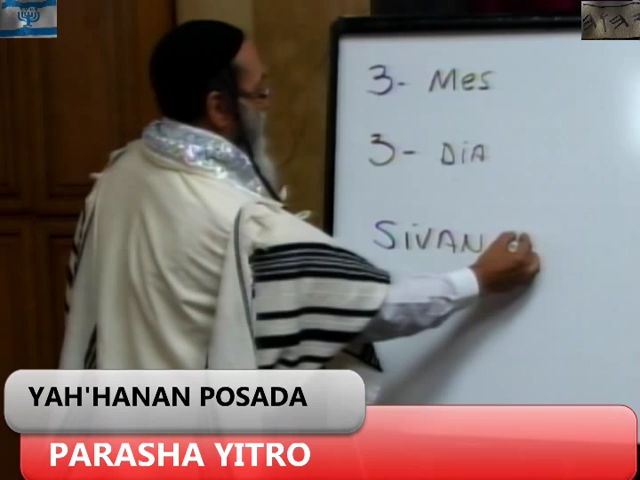 3- Mes
3- Dia
SiVAN
YAH'HANAN POSADA
PARASHA YITRO